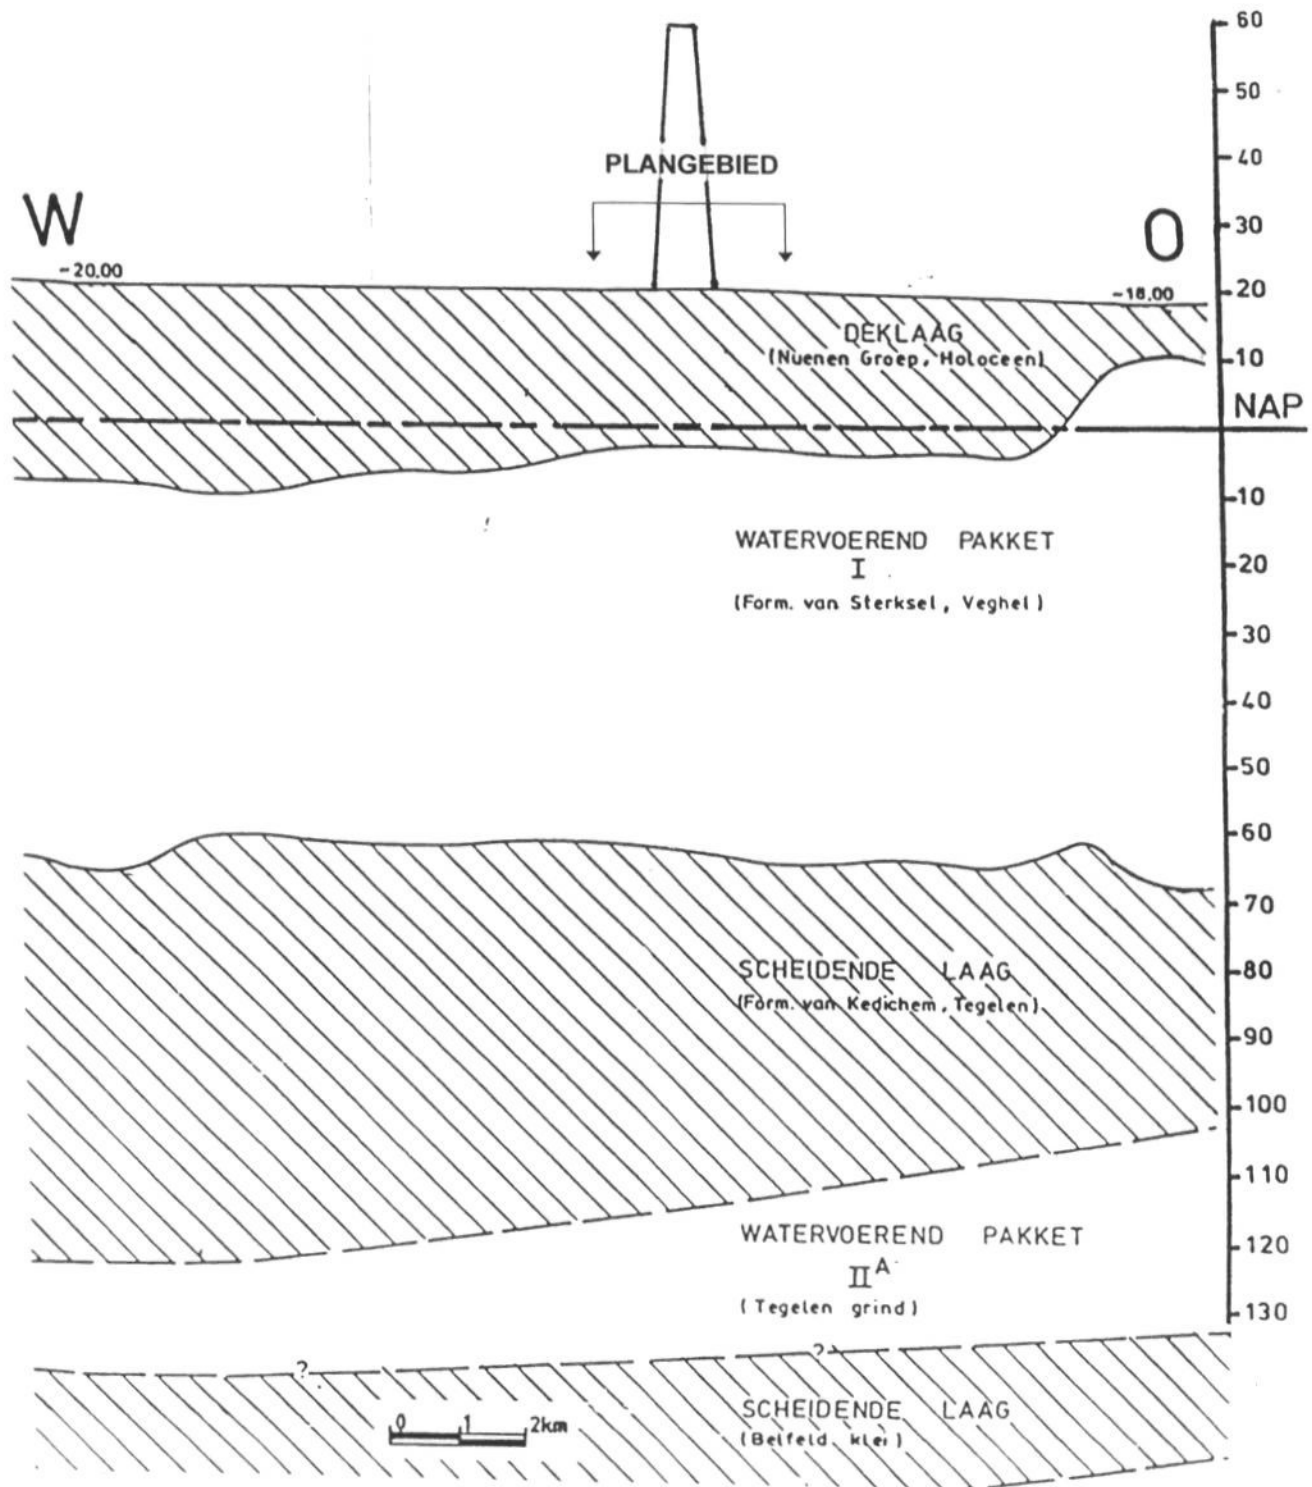 60
50
40
PLANGEBIED
W
O
30
-20.00
20
-18.00
DEKLAAG
(Nuenen Groep, Holoceen)
10
NAP
10
WATERVOEREND PAKKET
I
20
(Form. van Sterksel, Veghel)
30
40
50
60
70
SCHEIDENDE LAAG
80
(Form. van Kedichem, Tegelen)
90
100
110
WATERVOEREND PAKKET
120
II A
(Tegelen grind)
130
?
?
SCHEIDENDE LAAG
0 1 2km
(Belfeld klei)